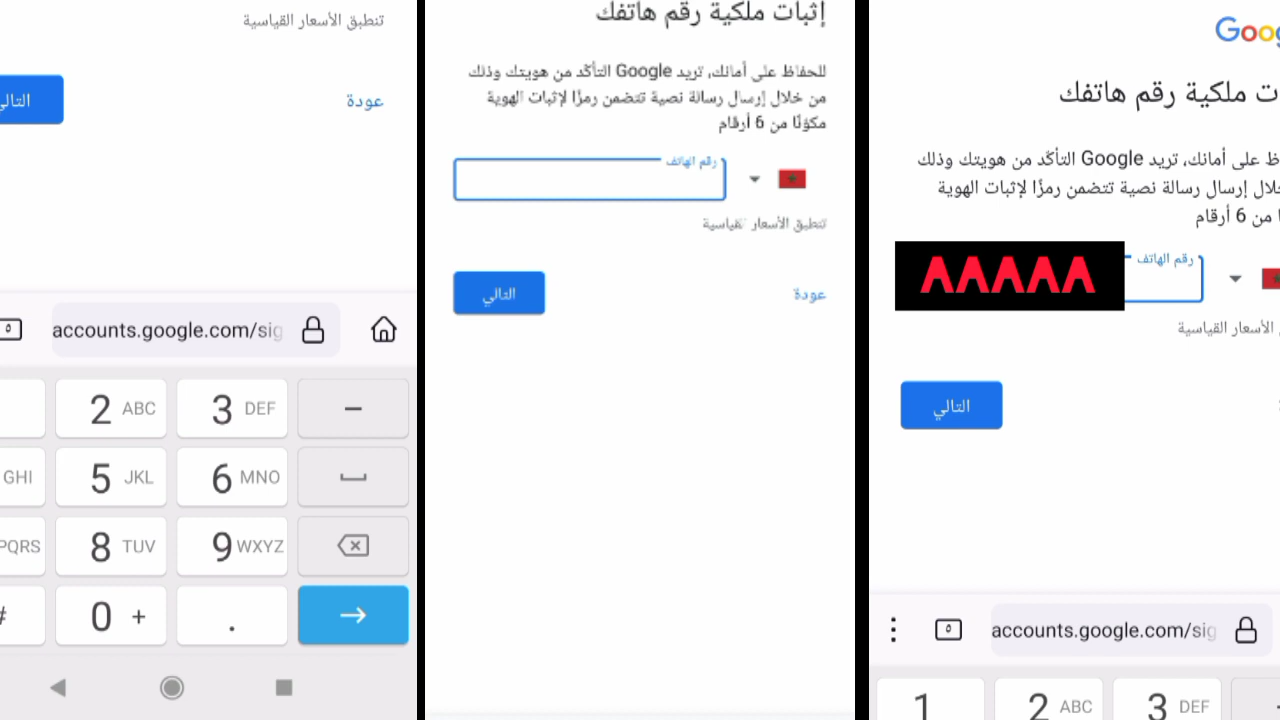 تنطبق الأسعار القياسية
عودة
التالي
accounts.google.com/sig
2 ABC
3 DEF
GHI
5 JKL
6 MNO
PQRS
8 TUV
9 WXYZ
#
0 +
.
إثبات ملكية رقم هاتفك
للحفاظ على أمانك، تريد Google التأكّد من هويتك وذلك
من خلال إرسال رسالة نصية تتضمن رمزًا لإثبات الهوية
مكوّنًا من 6 أرقام
رقم الهاتف
تنطبق الأسعار القياسية
عودة
التالي
Goog
ت ملكية رقم هاتفك
ظ على أمانك، تريد Google التأكّد من هويتك وذلك
خلال إرسال رسالة نصية تتضمن رمزًا لإثبات الهوية
ا من 6 أرقام
رقم الهاتف
٨٨٨٨٨
الأسعار القياسية
التالي
accounts.google.com/sig
1
2 ABC
3 DEF